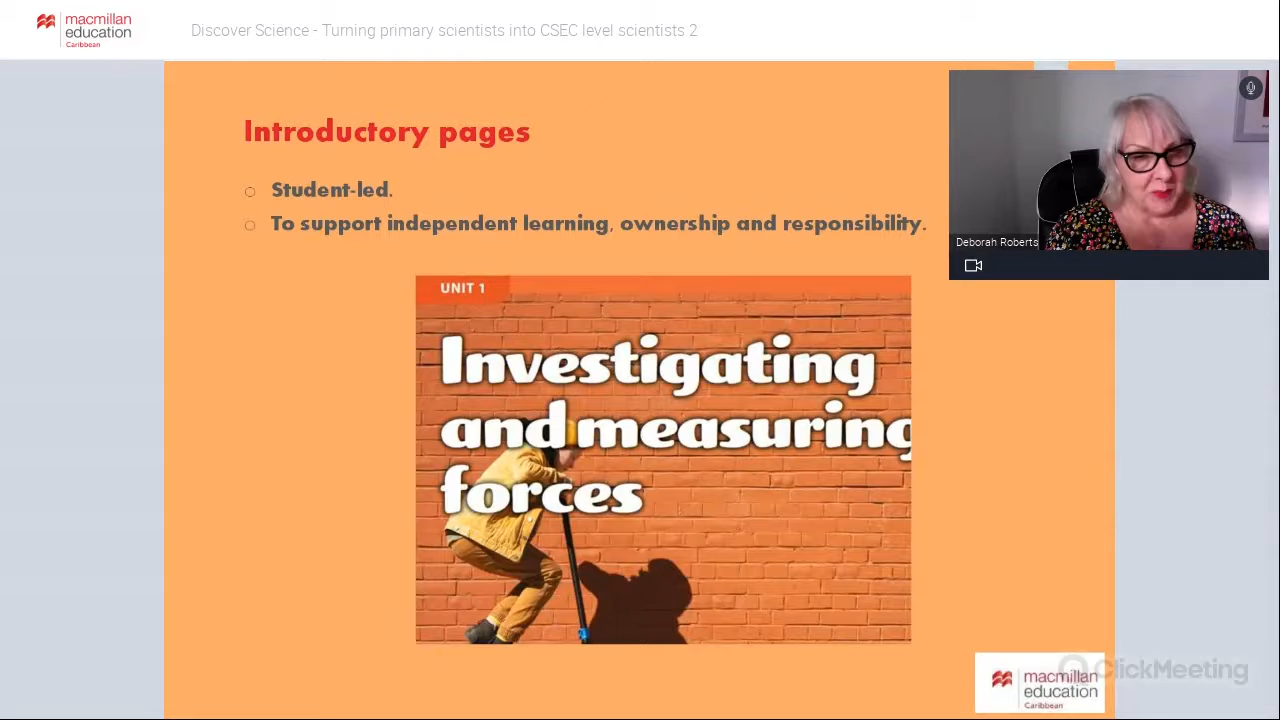 macmillan
education
Caribbean
Discover Science - Turning primary scientists into CSEC level scientists 2
Introductory pages
Student-led.
To support independent learning, ownership and responsibility.
Deborah Roberts
UNIT 1
Investigating
and measuring
forces
macmillan
education
Caribbean
ClickMeeting